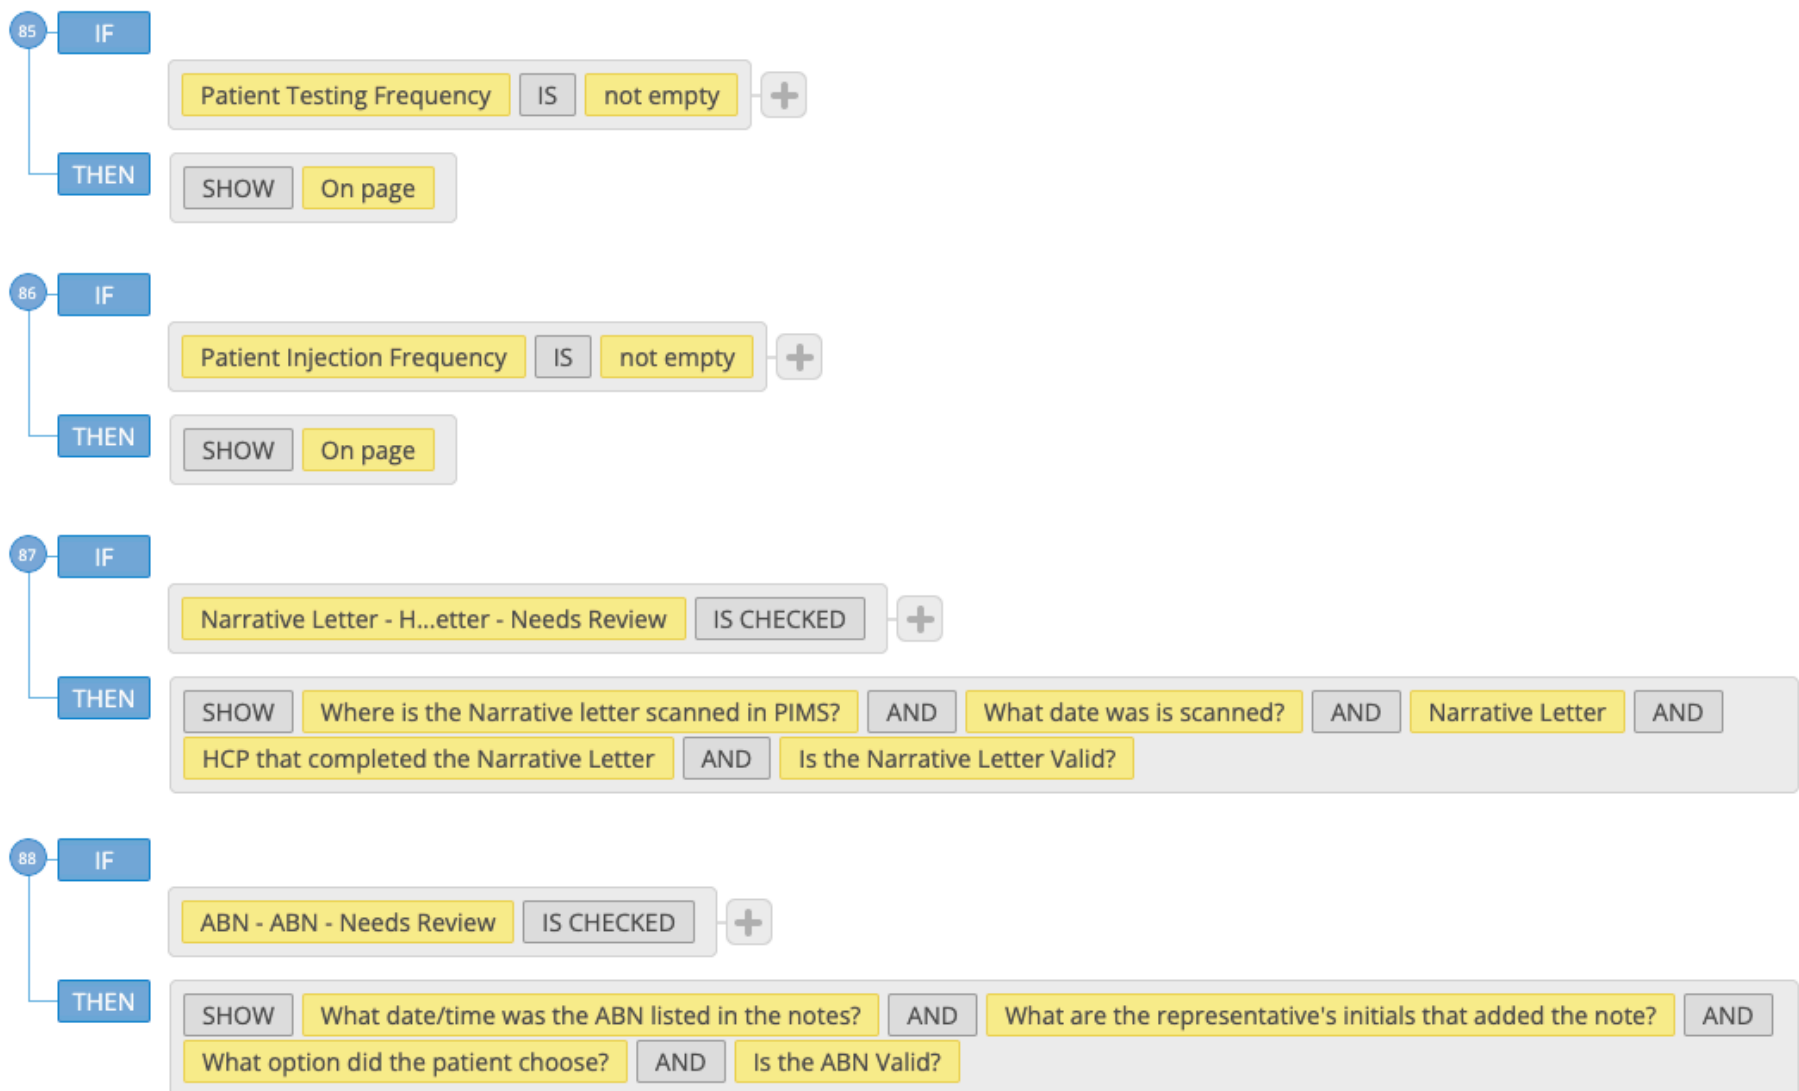 85 IF
Patient Testing Frequency IS not empty
THEN
SHOW On page
86 IF
Patient Injection Frequency IS not empty
THEN
SHOW On page
87 IF
Narrative Letter - H...etter - Needs Review IS CHECKED
THEN
SHOW Where is the Narrative letter scanned in PIMS? AND What date was is scanned? AND Narrative Letter AND
HCP that completed the Narrative Letter AND Is the Narrative Letter Valid?
88 IF
ABN - ABN - Needs Review IS CHECKED
THEN
SHOW What date/time was the ABN listed in the notes? AND What are the representative's initials that added the note? AND
What option did the patient choose? AND Is the ABN Valid?